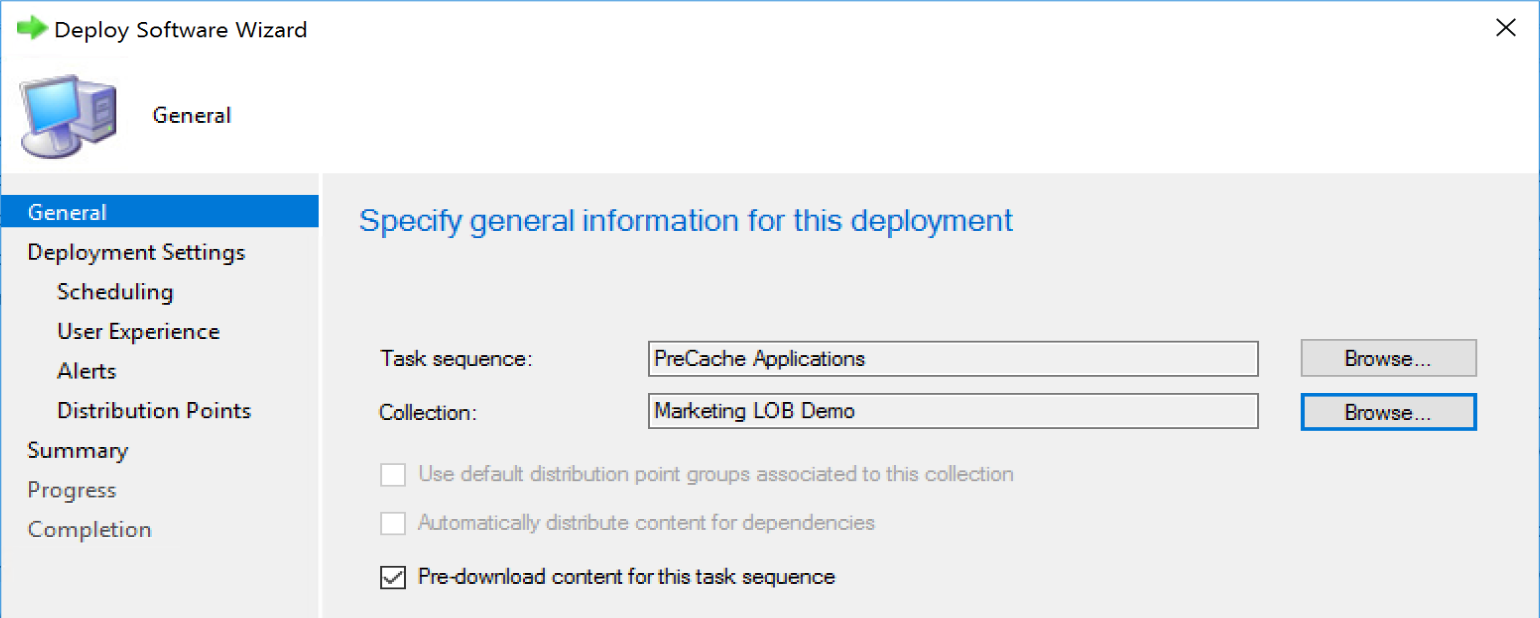 Deploy Software Wizard
General
General
Deployment Settings
Scheduling
User Experience
Alerts
Distribution Points
Summary
Progress
Completion
Specify general information for this deployment
Task sequence: PreCache Applications Browse...
Collection: Marketing LOB Demo Browse...
Use default distribution point groups associated to this collection
Automatically distribute content for dependencies
Pre-download content for this task sequence